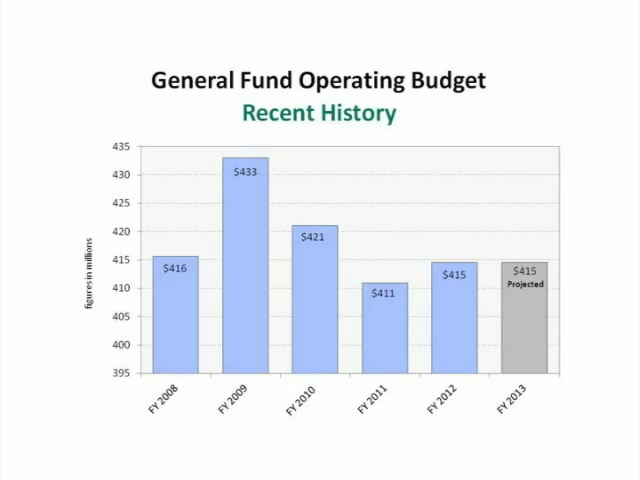 General Fund Operating Budget
Recent History
435
430
425
420
415
410
405
400
395
figures in millions
$416
$433
$421
$411
$415
$415
Projected
FY 2008
FY 2009
FY 2010
FY 2011
FY 2012
FY 2013